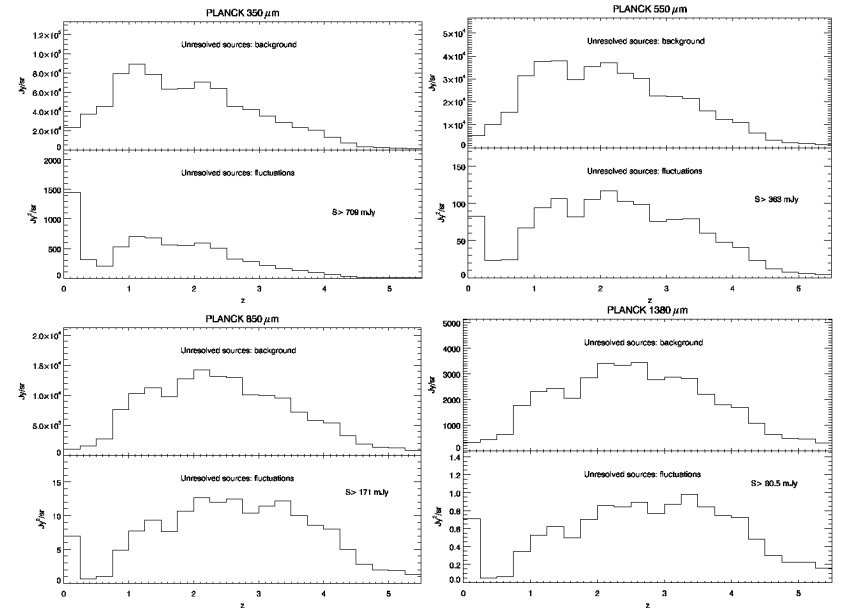 PLANCK 350 μm
1.2×10⁵
1.0×10⁵
8.0×10⁴
6.0×10⁴
4.0×10⁴
2.0×10⁴
0
Jy/sr
Unresolved sources: background
2000
1500
1000
500
0
Jy²/sr
Unresolved sources: fluctuations
S> 709 mJy
0 1 2 3 4 5
z
PLANCK 550 μm
5×10⁴
4×10⁴
3×10⁴
2×10⁴
1×10⁴
0
Jy/sr
Unresolved sources: background
150
100
50
0
Jy²/sr
Unresolved sources: fluctuations
S> 363 mJy
0 1 2 3 4 5
z
PLANCK 850 μm
2.0×10⁴
1.5×10⁴
1.0×10⁴
5.0×10³
0
Jy/sr
Unresolved sources: background
15
10
5
0
Jy²/sr
Unresolved sources: fluctuations
S> 171 mJy
0 1 2 3 4 5
z
PLANCK 1380 μm
5000
4000
3000
2000
1000
0
Jy/sr
Unresolved sources: background
1.4
1.2
1.0
0.8
0.6
0.4
0.2
0.0
Jy²/sr
Unresolved sources: fluctuations
S> 80.5 mJy
0 1 2 3 4 5
z